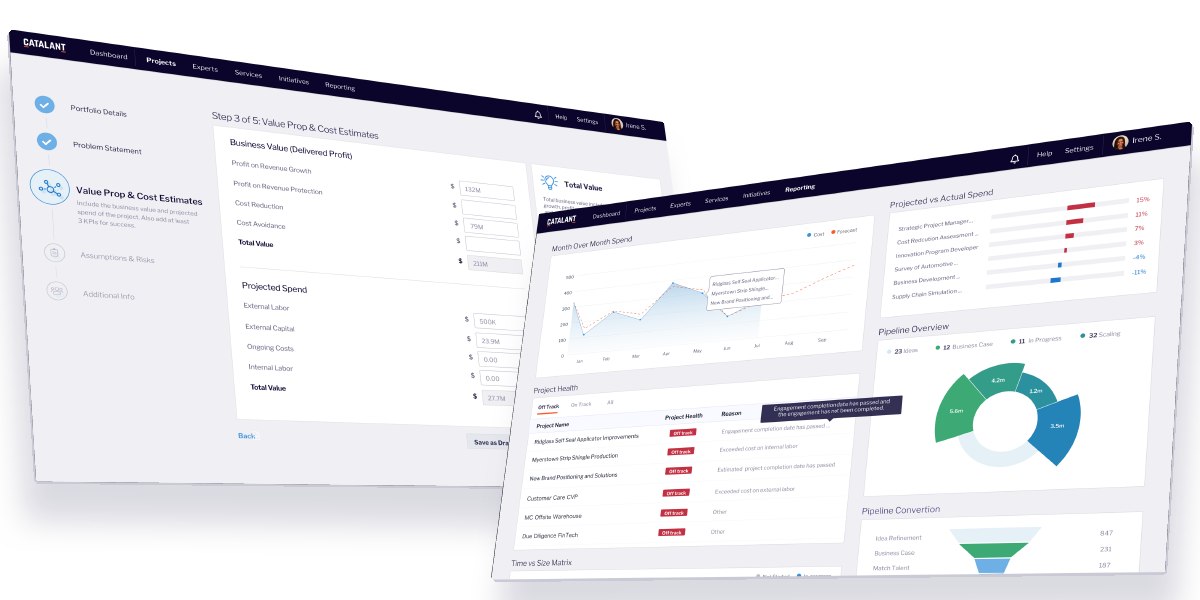 CATALANT
Dashboard
Projects
Experts
Services
Initiatives
Reporting
Help
Settings
Irene S.
Portfolio Details
Problem Statement
Value Prop & Cost Estimates
Include the business value and projected
spend of the project. Also add at least
3 KPIs for success.
Assumptions & Risks
Additional Info
Step 3 of 5: Value Prop & Cost Estimates
Business Value (Delivered Profit)
Profit on Revenue Growth
$ 132M
Profit on Revenue Protection
$
Cost Reduction
$ 79M
Cost Avoidance
$
Total Value
$ 211M
Projected Spend
External Labor
$ 500K
External Capital
$ 23.9M
Ongoing Costs
$ 0.00
Internal Labor
$ 0.00
Total Value
$ 27.7M
Back
Save as Dra
Total Value
Total business value incl
growth, profi
CATALANT
Dashboard
Projects
Experts
Services
Initiatives
Reporting
Help
Settings
Irene S.
Month Over Month Spend
Cost
Forecast
500
400
300
200
100
0
Jan
Feb
Mar
Apr
May
Jun
Jul
Aug
Sep
Ridglass Self Seal Applicator...
Myerstown Strip Shingle...
New Brand Positioning and...
Project Health
Off Track
On Track
All
Project Name
Project Health
Reason
Engagement completion date has passed and
the engagement has not been completed.
Ridglass Self Seal Applicator Improvements
Off track
Engagement completion date has passed ...
Myerstown Strip Shingle Production
Off track
Exceeded cost on internal labor
New Brand Positioning and Solutions
Off track
Estimated project completion date has passed
Customer Care CVP
Off track
Exceeded cost on external labor
MC Offsite Warehouse
Off track
Other
Due Diligence FinTech
Off track
Other
Time vs Size Matrix
Projected vs Actual Spend
Strategic Project Manager...
15%
Cost Redcution Assessment ...
11%
Innovation Program Developer
7%
Survey of Automotive...
3%
Business Development ...
-4%
Supply Chain Simulation...
-11%
Pipeline Overview
23 Ideas
12 Business Case
11 In Progress
32 Scaling
5.5m
4.2m
1.2m
3.5m
Pipeline Convertion
Idea Refinement
847
Business Case
231
Match Talent
187